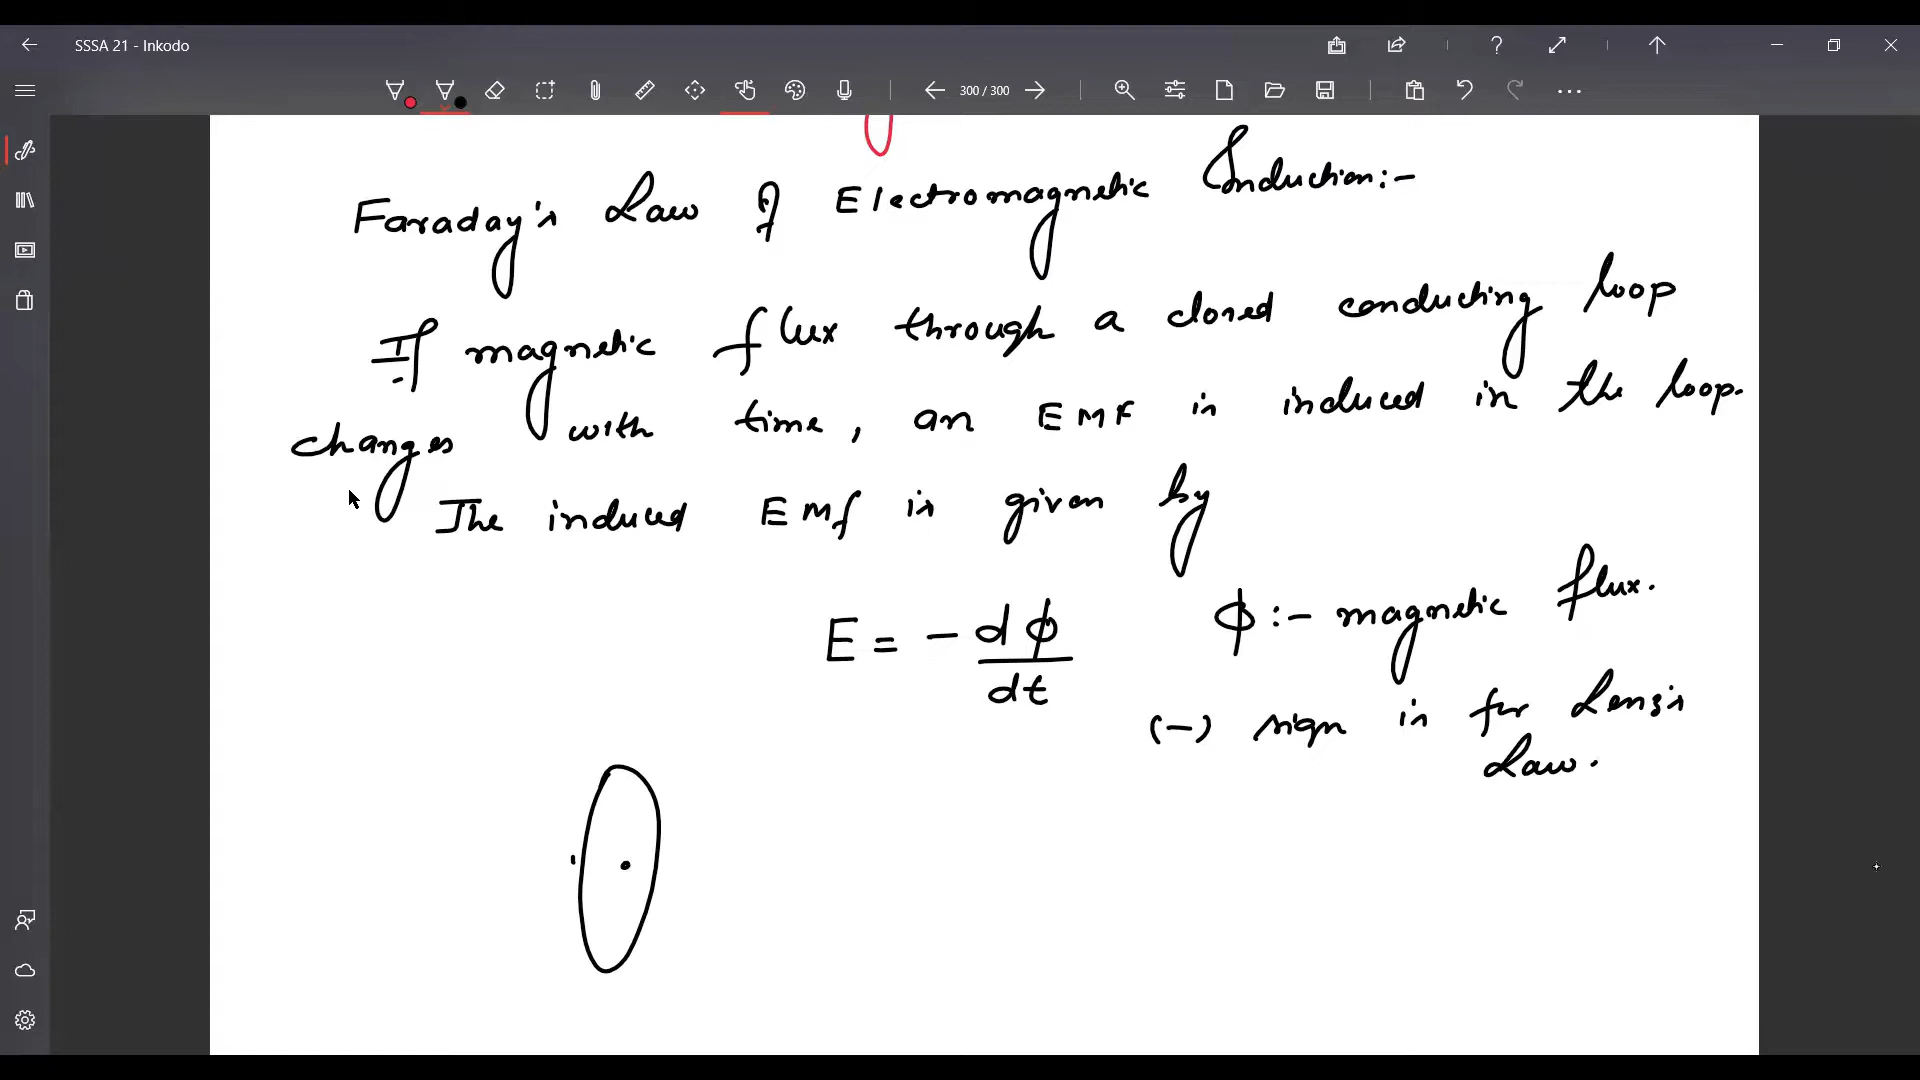 SSSA 21 - Inkodo
300 / 300
Faraday's Law of Electromagnetic Induction:-
If magnetic flux through a closed conducting loop
changes with time, an EMF is induced in the loop.
The induced EMf is given by
E = - dϕ/dt
ϕ :- magnetic flux.
(-) sign is for Lenz's
Law.